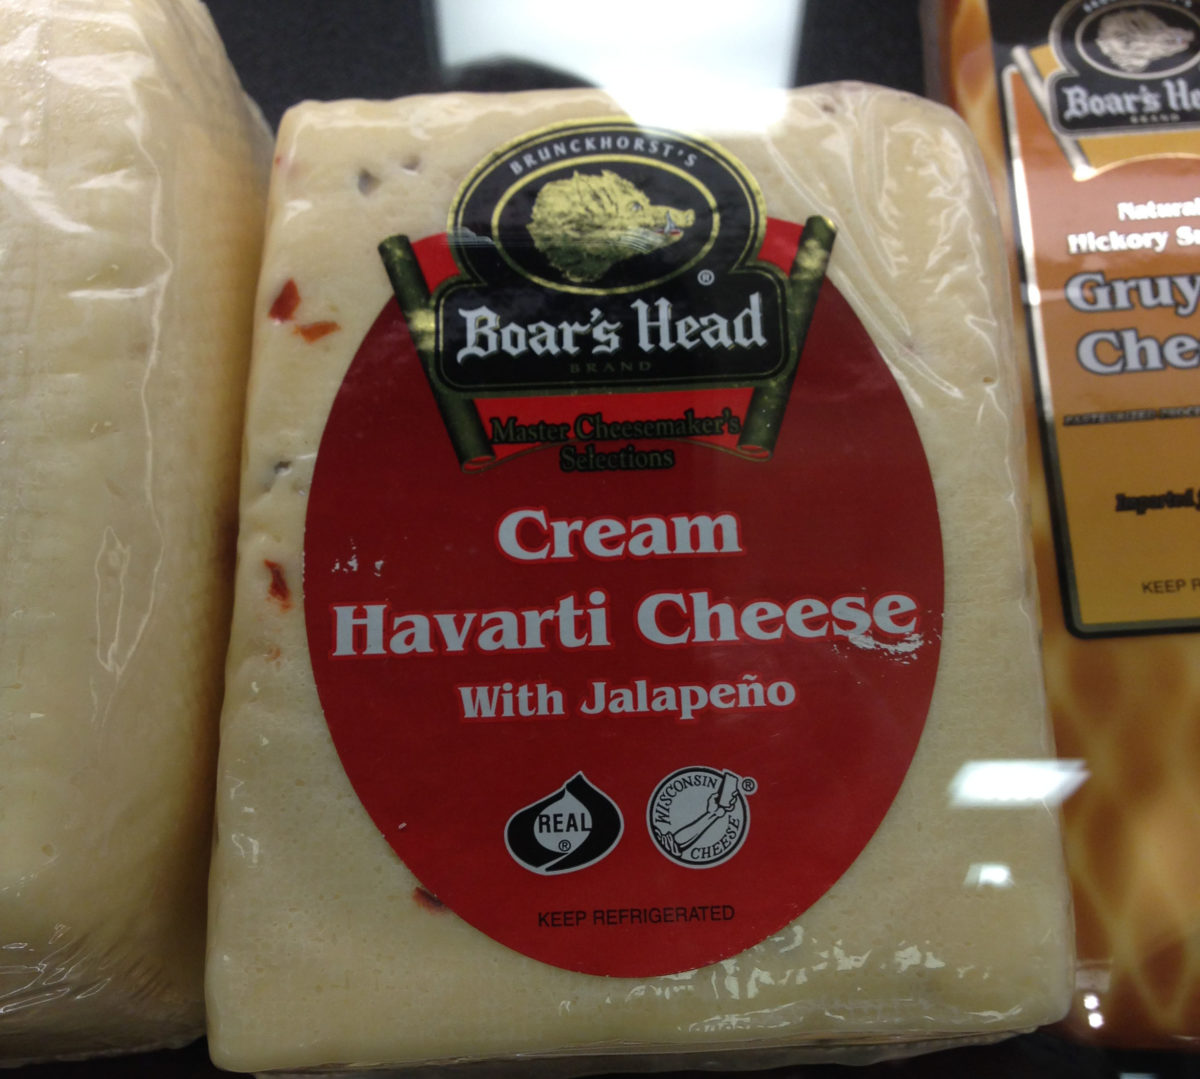 BRUNCKHORST'S
®
Boar's Head
BRAND
Master Cheesemaker's
Selections
Cream
Havarti Cheese
With Jalapeño
REAL
®
WISCONSIN
CHEESE
®
KEEP REFRIGERATED
Boar's He
BRAND
Natural
Hickory
Gruy
Che
Imported
KEEP